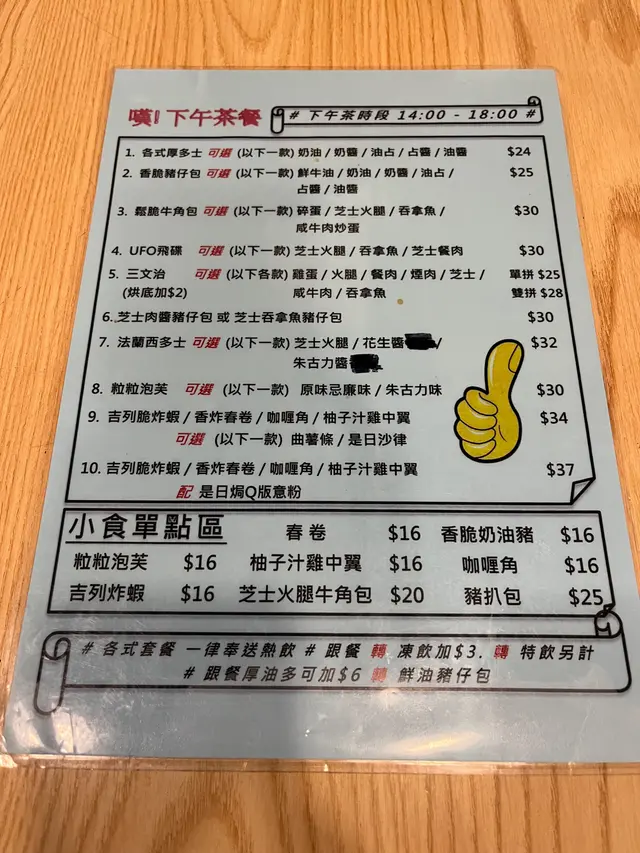 嘆!下午茶餐
# 下午茶時段 14:00 - 18:00 #
1. 各式厚多士 可選 (以下一款) 奶油 / 奶醬 / 油占 / 占醬 / 油醬 $24
2. 香脆豬仔包 可選 (以下一款) 鮮牛油 / 奶油 / 奶醬 / 油占 / $25
占醬 / 油醬
3. 鬆脆牛角包 可選 (以下一款) 碎蛋 / 芝士火腿 / 吞拿魚 / $30
咸牛肉炒蛋
4. UFO飛碟 可選 (以下一款) 芝士火腿 / 吞拿魚 / 芝士餐肉 $30
5. 三文治 可選 (以下各款) 雞蛋 / 火腿 / 餐肉 / 煙肉 / 芝士 / 單拼 $25
(烘底加$2) 咸牛肉 / 吞拿魚 雙拼 $28
6. 芝士肉醬豬仔包 或 芝士吞拿魚豬仔包 $30
7. 法蘭西多士 可選 (以下一款) 芝士火腿 / 花生醬 / $32
朱古力醬
8. 粒粒泡芙 可選 (以下一款) 原味忌廉味 / 朱古力味 $30
9. 吉列脆炸蝦 / 香炸春卷 / 咖喱角 / 柚子汁雞中翼 $34
可選 (以下一款) 曲薯條 / 是日沙律
10. 吉列脆炸蝦 / 香炸春卷 / 咖喱角 / 柚子汁雞中翼 $37
配 是日焗Q版意粉
小食單點區 春卷 $16 香脆奶油豬 $16
粒粒泡芙 $16 柚子汁雞中翼 $16 咖喱角 $16
吉列炸蝦 $16 芝士火腿牛角包 $20 豬扒包 $25
# 各式套餐 一律奉送熱飲 # 跟餐 轉 凍飲加$3. 轉 特飲另計
# 跟餐厚油多可加$6 轉 鮮油豬仔包